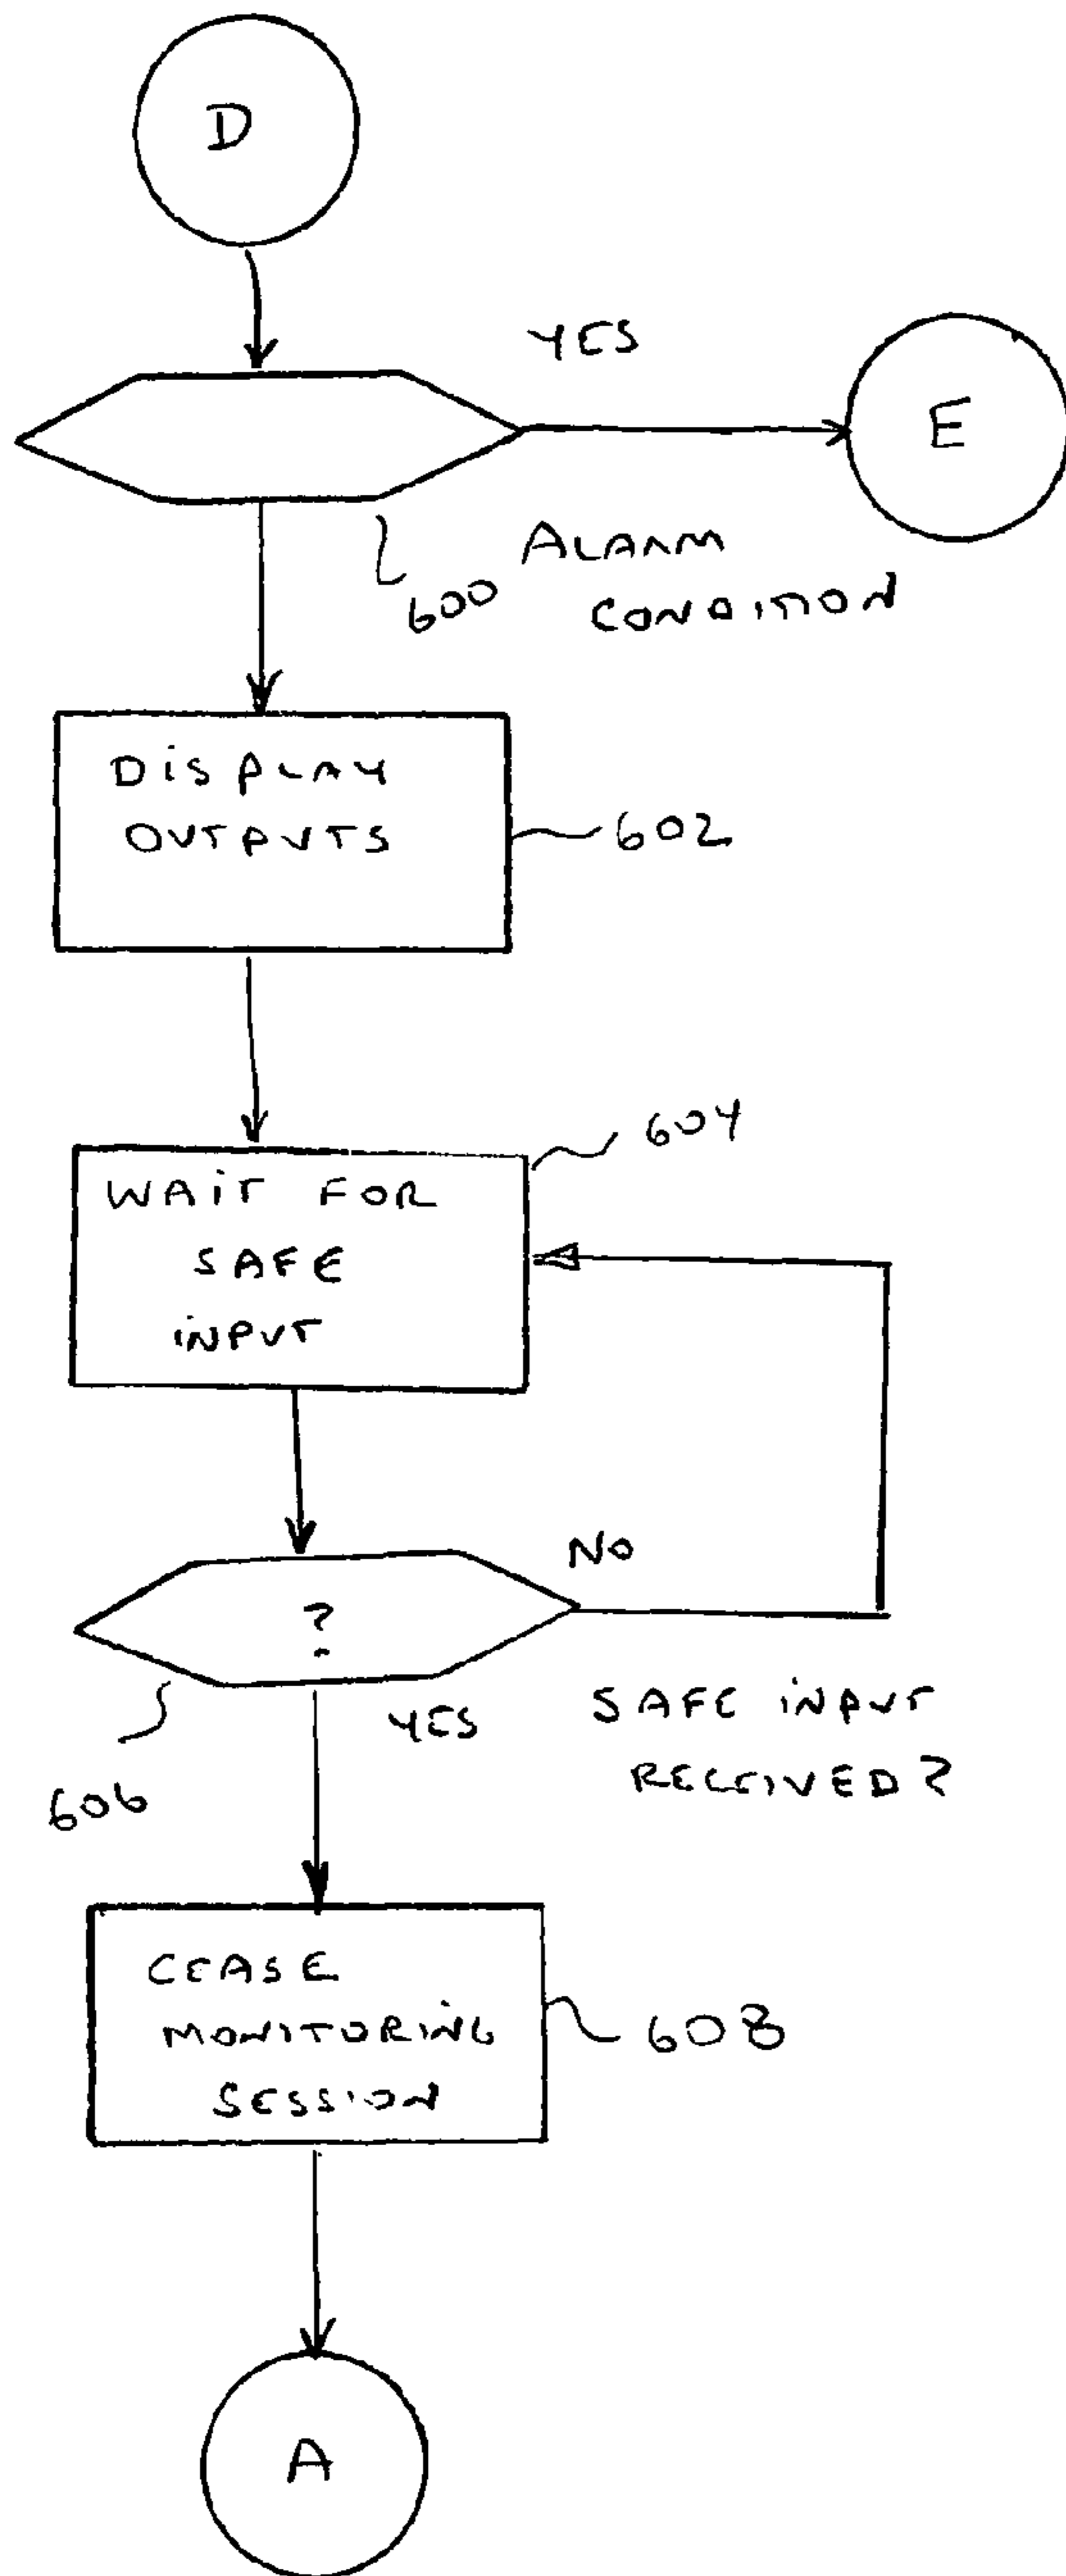 D
YES
E
600
ALARM
CONDITION
DISPLAY
OUTPUTS
602
604
WAIT FOR
SAFE
INPUT
NO
?
YES
606
SAFE INPUT
RECEIVED?
CEASE
MONITORING
SESSION
608
A